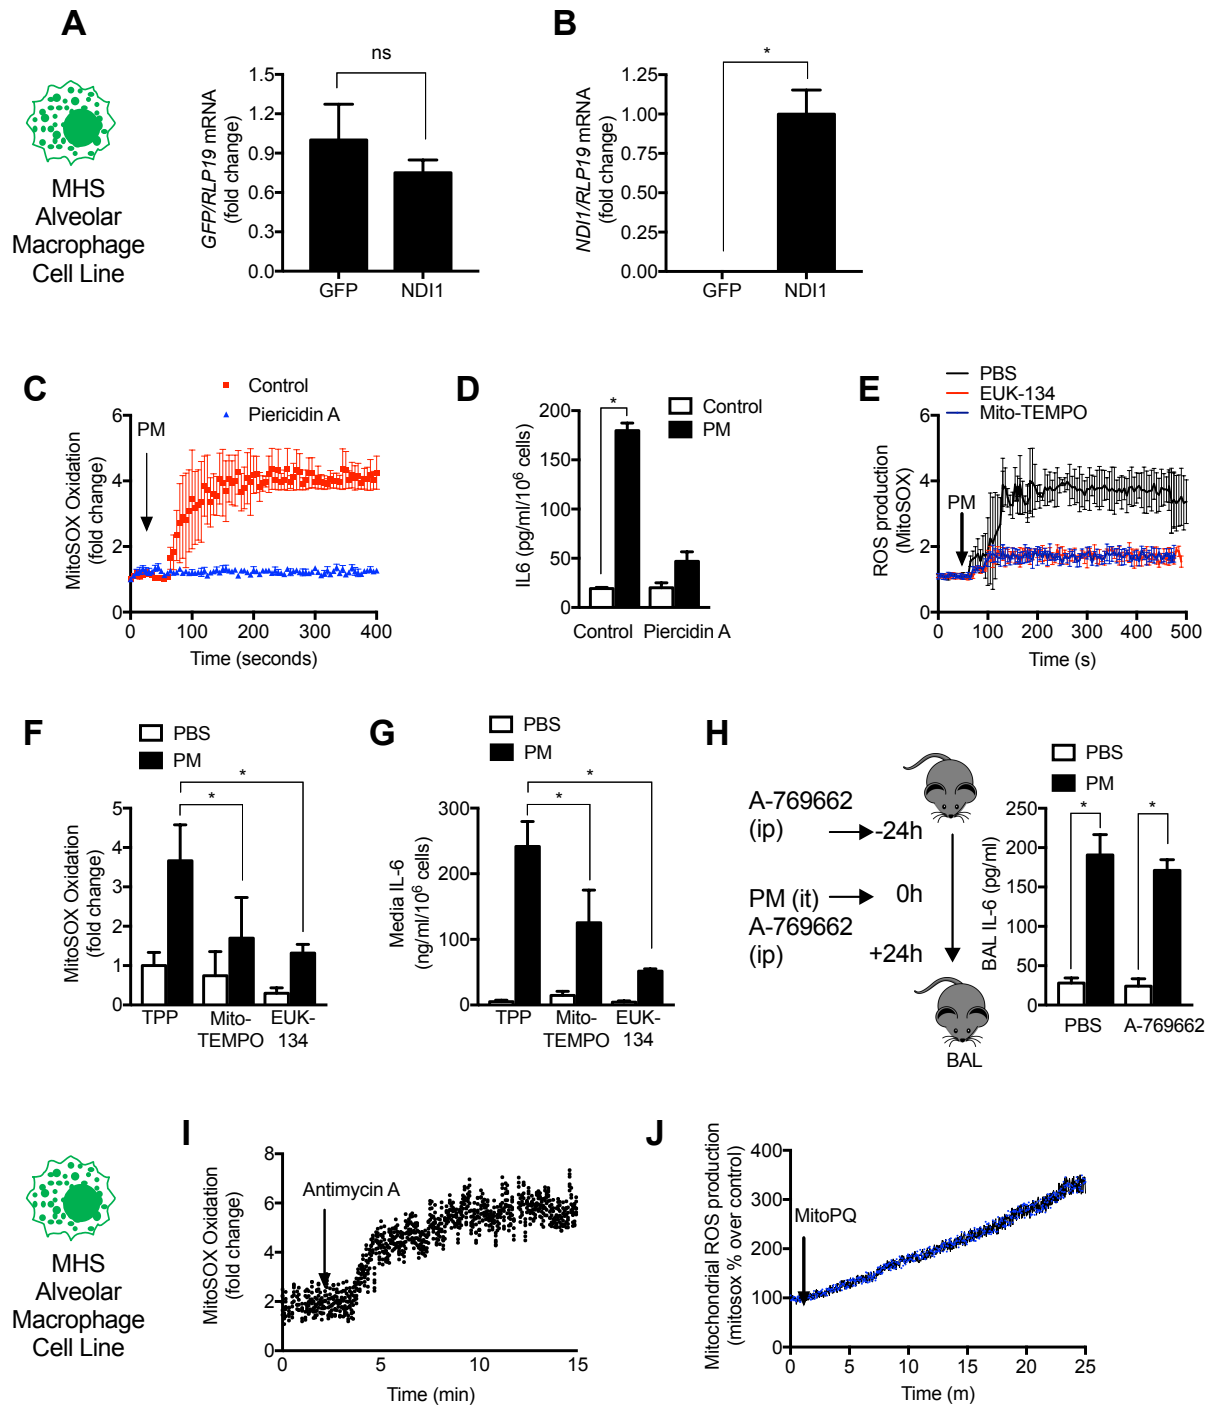 A
MHS
Alveolar
Macrophage
Cell Line
GFP/RLP19 mRNA
(fold change)
1.5
1.2
0.9
0.6
0.3
0.0
ns
GFP
NDI1
B
NDI1/RLP19 mRNA
(fold change)
1.25
1.00
0.75
0.50
0.25
0.00
*
GFP
NDI1
C
Control
Piericidin A
MitoSOX Oxidation
(fold change)
6
4
2
0
PM
0
100
200
300
400
Time (seconds)
D
Control
PM
IL6 (pg/ml/10⁶ cells)
200
150
100
50
0
*
Control
Piercidin A
E
PBS
EUK-134
Mito-TEMPO
ROS production
(MitoSOX)
6
4
2
0
PM
0
100
200
300
400
500
Time (s)
F
PBS
PM
MitoSOX Oxidation
(fold change)
5
4
3
2
1
0
*
*
TPP
Mito-
TEMPO
EUK-
134
G
PBS
PM
Media IL-6
(ng/ml/10⁶ cells)
300
200
100
0
*
*
TPP
Mito-
TEMPO
EUK-
134
H
A-769662
(ip)
-24h
PM (it)
0h
A-769662
(ip)
+24h
BAL
PBS
PM
BAL IL-6 (pg/ml)
250
200
150
100
50
0
*
*
PBS
A-769662
MHS
Alveolar
Macrophage
Cell Line
I
MitoSOX Oxidation
(fold change)
8
6
4
2
0
Antimycin A
0
5
10
15
Time (min)
J
Mitochondrial ROS production
(mitosox % over control)
400
300
200
100
0
MitoPQ
0
5
10
15
20
25
Time (m)